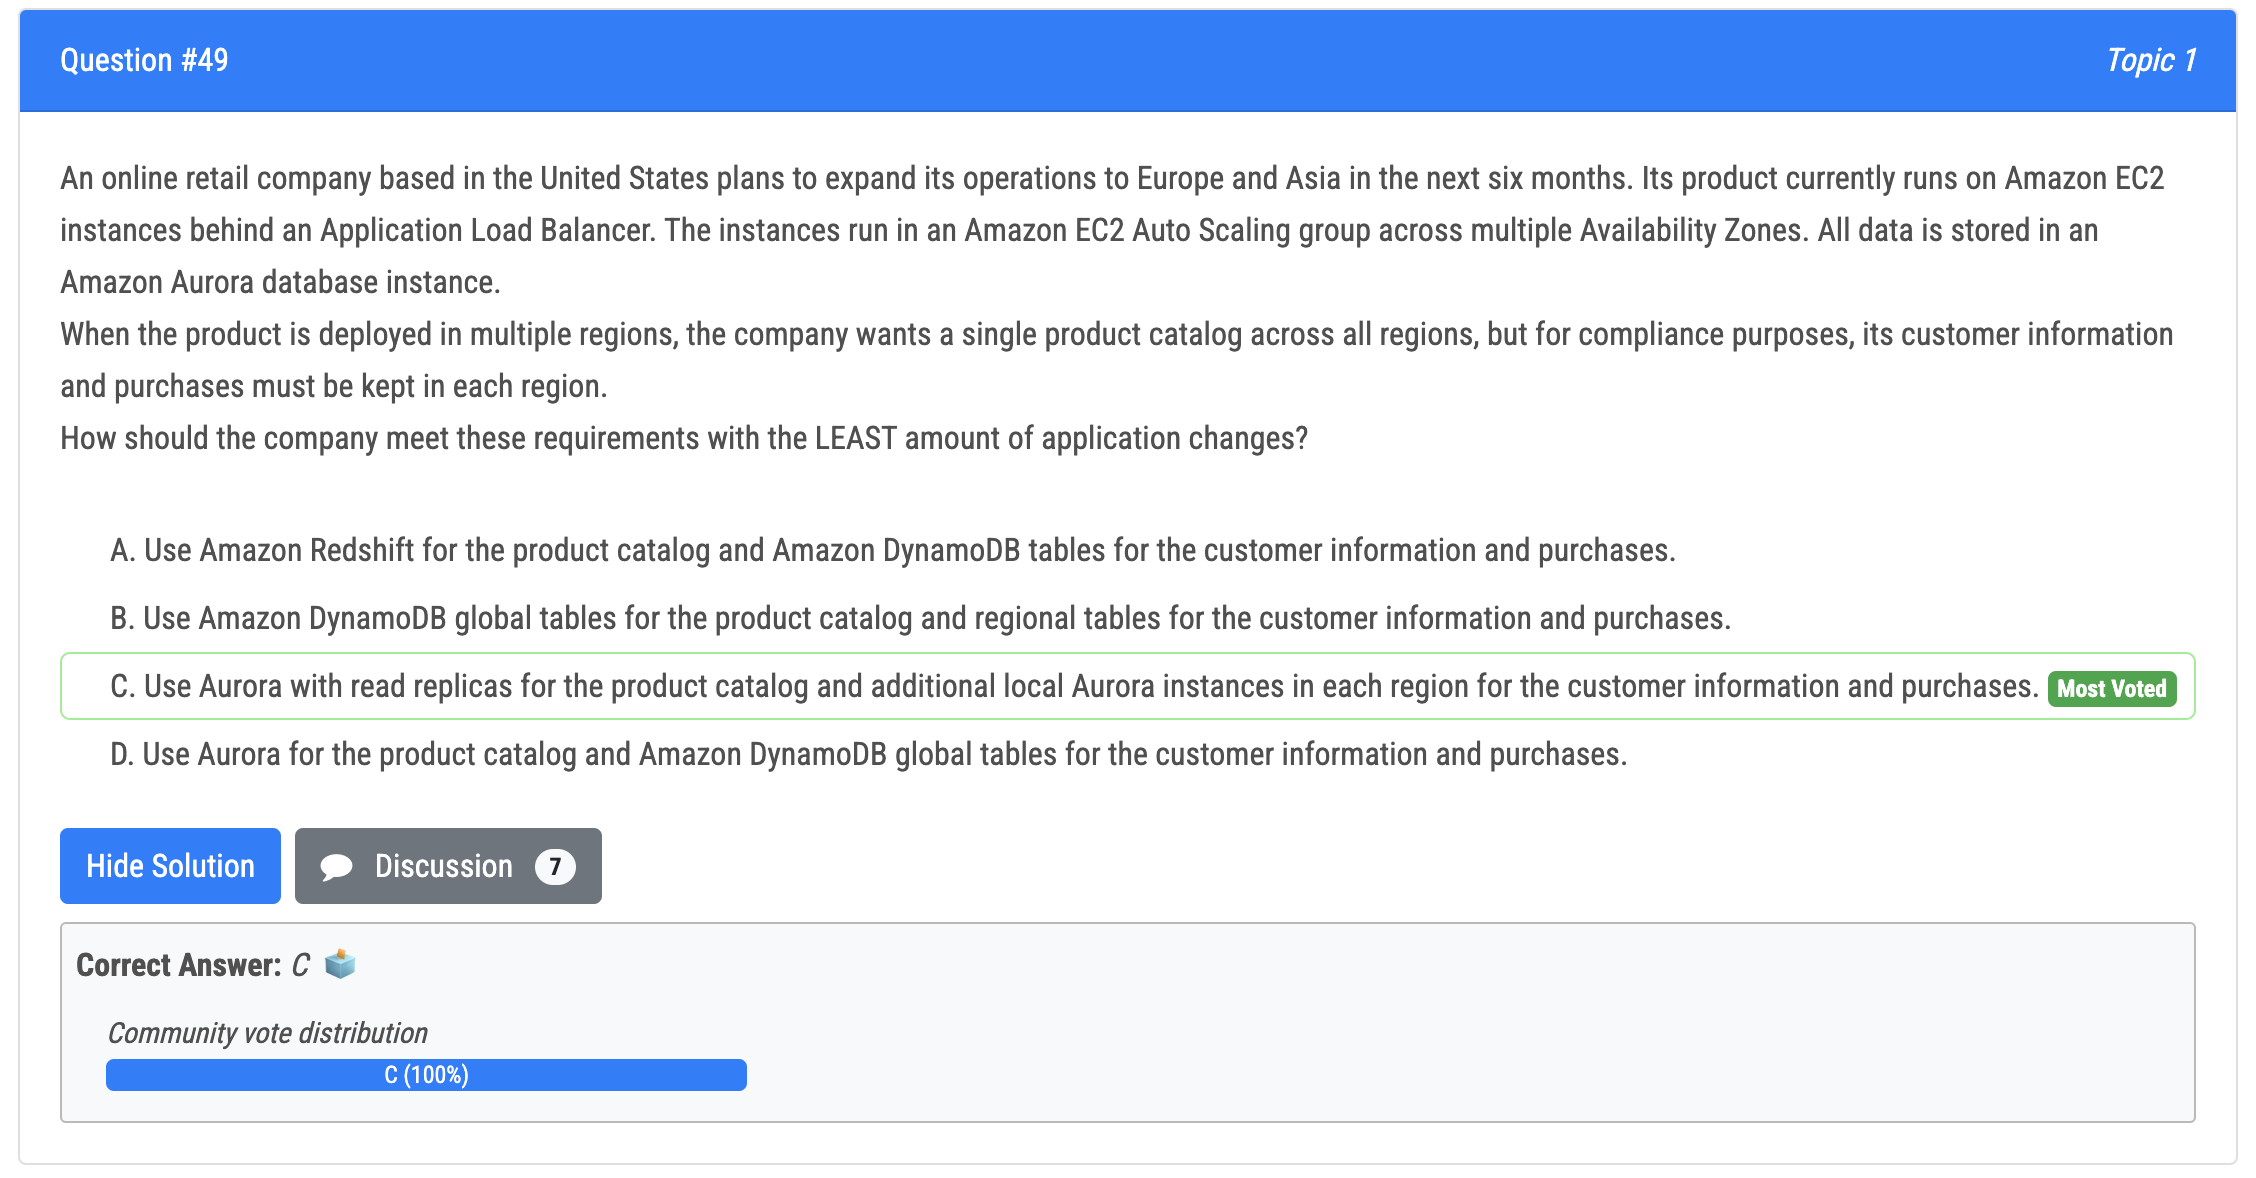 Question #49
Topic 1
An online retail company based in the United States plans to expand its operations to Europe and Asia in the next six months. Its product currently runs on Amazon EC2
instances behind an Application Load Balancer. The instances run in an Amazon EC2 Auto Scaling group across multiple Availability Zones. All data is stored in an
Amazon Aurora database instance.
When the product is deployed in multiple regions, the company wants a single product catalog across all regions, but for compliance purposes, its customer information
and purchases must be kept in each region.
How should the company meet these requirements with the LEAST amount of application changes?
A. Use Amazon Redshift for the product catalog and Amazon DynamoDB tables for the customer information and purchases.
B. Use Amazon DynamoDB global tables for the product catalog and regional tables for the customer information and purchases.
C. Use Aurora with read replicas for the product catalog and additional local Aurora instances in each region for the customer information and purchases. Most Voted
D. Use Aurora for the product catalog and Amazon DynamoDB global tables for the customer information and purchases.
Hide Solution
Discussion 7
Correct Answer: C
Community vote distribution
C (100%)